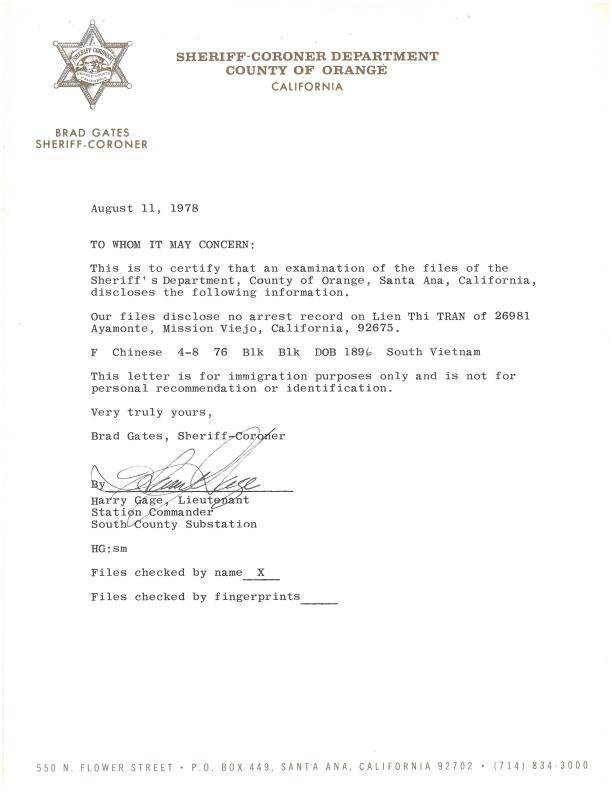 SHERIFF CORONER
ORANGE COUNTY
CALIFORNIA
SHERIFF-CORONER DEPARTMENT
COUNTY OF ORANGE
CALIFORNIA
BRAD GATES
SHERIFF-CORONER
August 11, 1978
TO WHOM IT MAY CONCERN:
This is to certify that an examination of the files of the
Sheriff's Department, County of Orange, Santa Ana, California,
discloses the following information.
Our files disclose no arrest record on Lien Thi TRAN of 26981
Ayamonte, Mission Viejo, California, 92675.
F Chinese 4-8 76 Blk Blk DOB 1896 South Vietnam
This letter is for immigration purposes only and is not for
personal recommendation or identification.
Very truly yours,
Brad Gates, Sheriff-Coroner
By
Harry Gage, Lieutenant
Station Commander
South County Substation
HG:sm
Files checked by name X
Files checked by fingerprints
550 N. FLOWER STREET • P.O. BOX 449, SANTA ANA, CALIFORNIA 92702 • (714) 834-3000